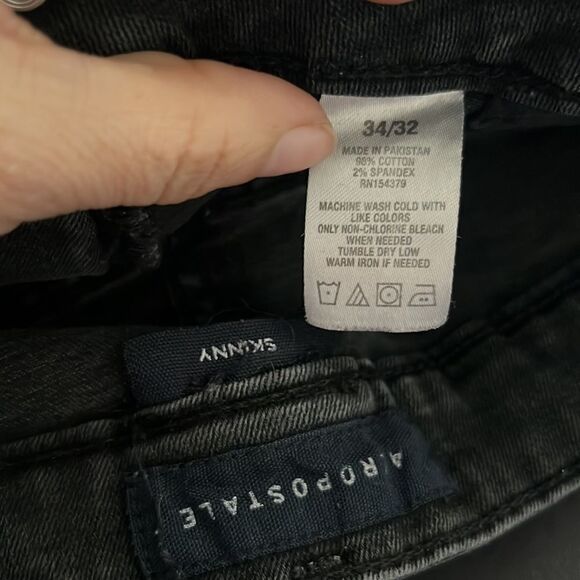 34/32
MADE IN PAKISTAN
98% COTTON
2% SPANDEX
RN154379
MACHINE WASH COLD WITH
LIKE COLORS
ONLY NON-CHLORINE BLEACH
WHEN NEEDED
TUMBLE DRY LOW
WARM IRON IF NEEDED
SKINNY
AÉROPOSTALE